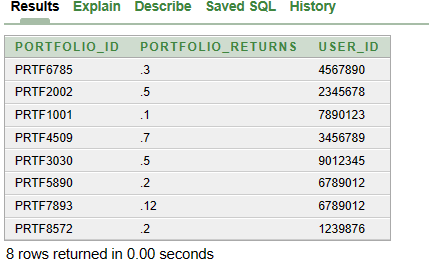 Results Explain Describe Saved SQL History
PORTFOLIO_ID PORTFOLIO_RETURNS USER_ID
PRTF6785 .3 4567890
PRTF2002 .5 2345678
PRTF1001 .1 7890123
PRTF4509 .7 3456789
PRTF3030 .5 9012345
PRTF5890 .2 6789012
PRTF7893 .12 6789012
PRTF8572 .2 1239876
8 rows returned in 0.00 seconds